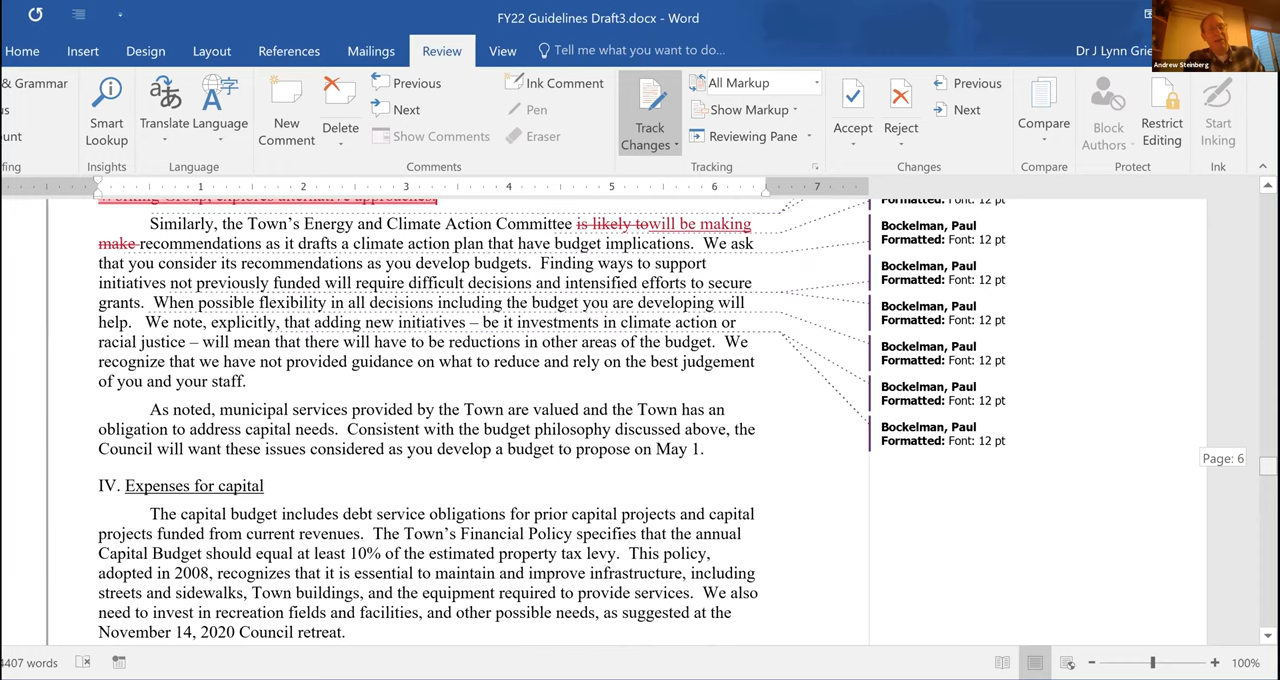 FY22 Guidelines Draft3.docx - Word
Dr J Lynn Grie
Andrew Steinberg
Home Insert Design Layout References Mailings Review View Tell me what you want to do...
& Grammar
Smart Lookup
Insights
Translate Language
Language
New Comment
Delete
Previous
Next
Show Comments
Ink Comment
Pen
Eraser
Comments
Track Changes
All Markup
Show Markup
Reviewing Pane
Tracking
Accept
Reject
Previous
Next
Changes
Compare
Compare
Block Authors
Restrict Editing
Protect
Start Inking
Ink
1 2 3 4 5 6 7
Working Group, explores alternative approaches.
Similarly, the Town’s Energy and Climate Action Committee is likely towill be making
make recommendations as it drafts a climate action plan that have budget implications. We ask
that you consider its recommendations as you develop budgets. Finding ways to support
initiatives not previously funded will require difficult decisions and intensified efforts to secure
grants. When possible flexibility in all decisions including the budget you are developing will
help. We note, explicitly, that adding new initiatives – be it investments in climate action or
racial justice – will mean that there will have to be reductions in other areas of the budget. We
recognize that we have not provided guidance on what to reduce and rely on the best judgement
of you and your staff.
As noted, municipal services provided by the Town are valued and the Town has an
obligation to address capital needs. Consistent with the budget philosophy discussed above, the
Council will want these issues considered as you develop a budget to propose on May 1.
IV. Expenses for capital
The capital budget includes debt service obligations for prior capital projects and capital
projects funded from current revenues. The Town’s Financial Policy specifies that the annual
Capital Budget should equal at least 10% of the estimated property tax levy. This policy,
adopted in 2008, recognizes that it is essential to maintain and improve infrastructure, including
streets and sidewalks, Town buildings, and the equipment required to provide services. We also
need to invest in recreation fields and facilities, and other possible needs, as suggested at the
November 14, 2020 Council retreat.
Formatted: Font: 12 pt
Bockelman, Paul
Formatted: Font: 12 pt
Bockelman, Paul
Formatted: Font: 12 pt
Bockelman, Paul
Formatted: Font: 12 pt
Bockelman, Paul
Formatted: Font: 12 pt
Bockelman, Paul
Formatted: Font: 12 pt
Bockelman, Paul
Formatted: Font: 12 pt
Page: 6
4407 words
100%